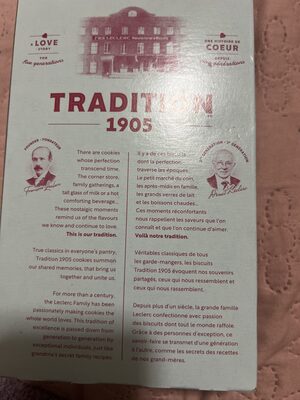 A LOVE
STORY
FOR
Few generations
UNE HISTOIRE DE
COEUR
DEPUIS
générations
TRADITION
1905
FOUNDER - FONDATEUR
There are cookies
whose perfection
transcend time.
The corner store,
family gatherings, a
tall glass of milk or a hot
comforting beverage...
These nostalgic moments
remind us of the flavours
we know and continue to love.
This is our tradition.
True classics in everyone's pantry,
Tradition 1905 cookies summon
our shared memories, that bring us
together and unite us.
For more than a century,
the Leclerc Family has been
passionately making cookies the
whole world loves. This tradition of
excellence is passed down from
generation to generation by
exceptional individuals, just like
grandma's secret family recipes.
Il y a de ces biscuits
dont la perfection
traverse les époques.
Le petit marché du coin,
les après-midi en famille,
les grands verres de lait
et les boissons chaudes...
Ces moments réconfortants
nous rappellent les saveurs que l'on
connaît et que l'on continue d'aimer.
Voilà notre tradition.
Véritables classiques de tous
les garde-mangers, les biscuits
Tradition 1905 évoquent nos souvenirs
partagés, ceux qui nous ressemblent et
ceux qui nous rassemblent.
Depuis plus d'un siècle, la grande famille
Leclerc confectionne avec passion
des biscuits dont tout le monde raffole.
Grâce à des personnes d'exception, ce
savoir-faire se transmet d'une génération
à l'autre, comme les secrets des recettes
de nos grand-mères.